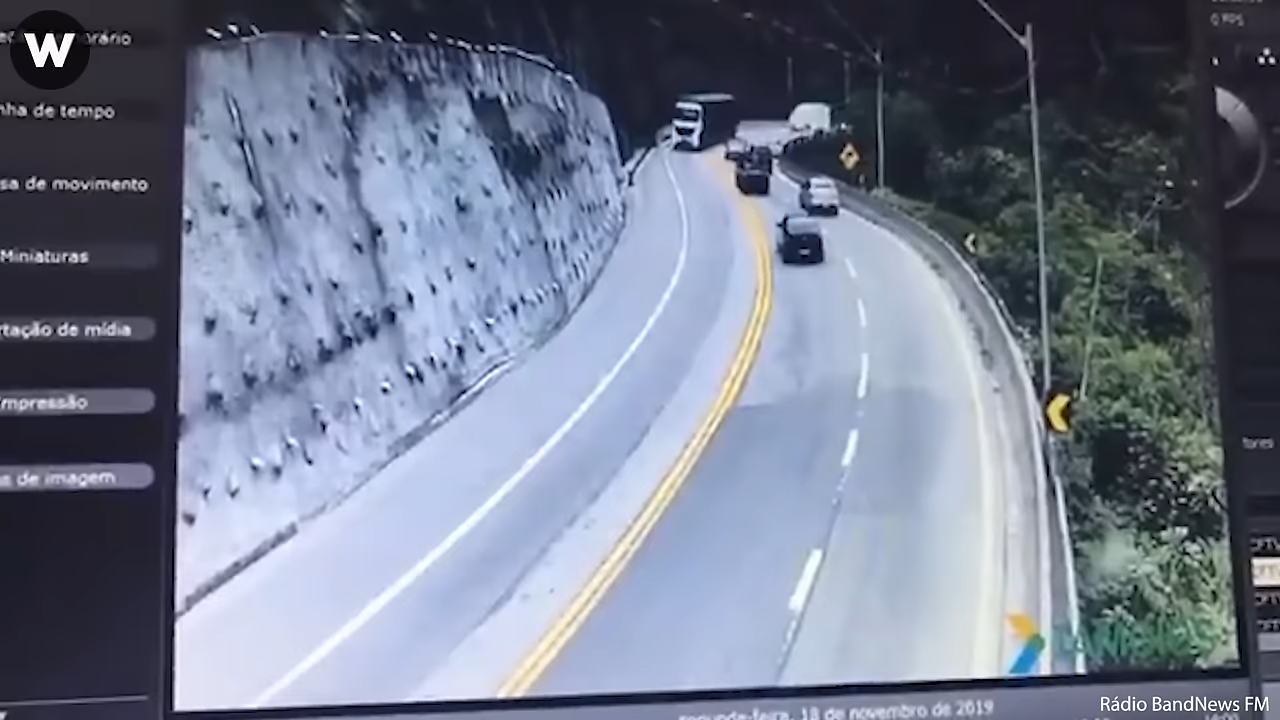 W
orário
nha de tempo
sa de movimento
Miniaturas
rtação de mídia
mpressão
s de imagem
segunda-feira, 18 de novembro de 2019
Rádio BandNews FM